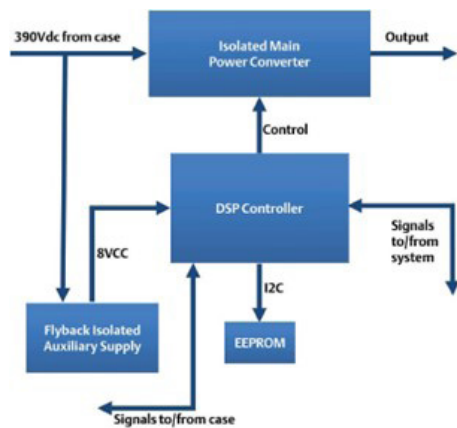 390Vdc from case
Isolated Main
Power Converter
Output
Control
DSP Controller
Signals
to/from
system
8VCC
I2C
Flyback Isolated
Auxiliary Supply
EEPROM
Signals to/from case